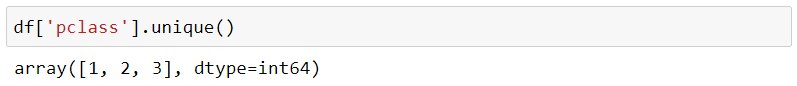 df['pclass'].unique()
array([1, 2, 3], dtype=int64)